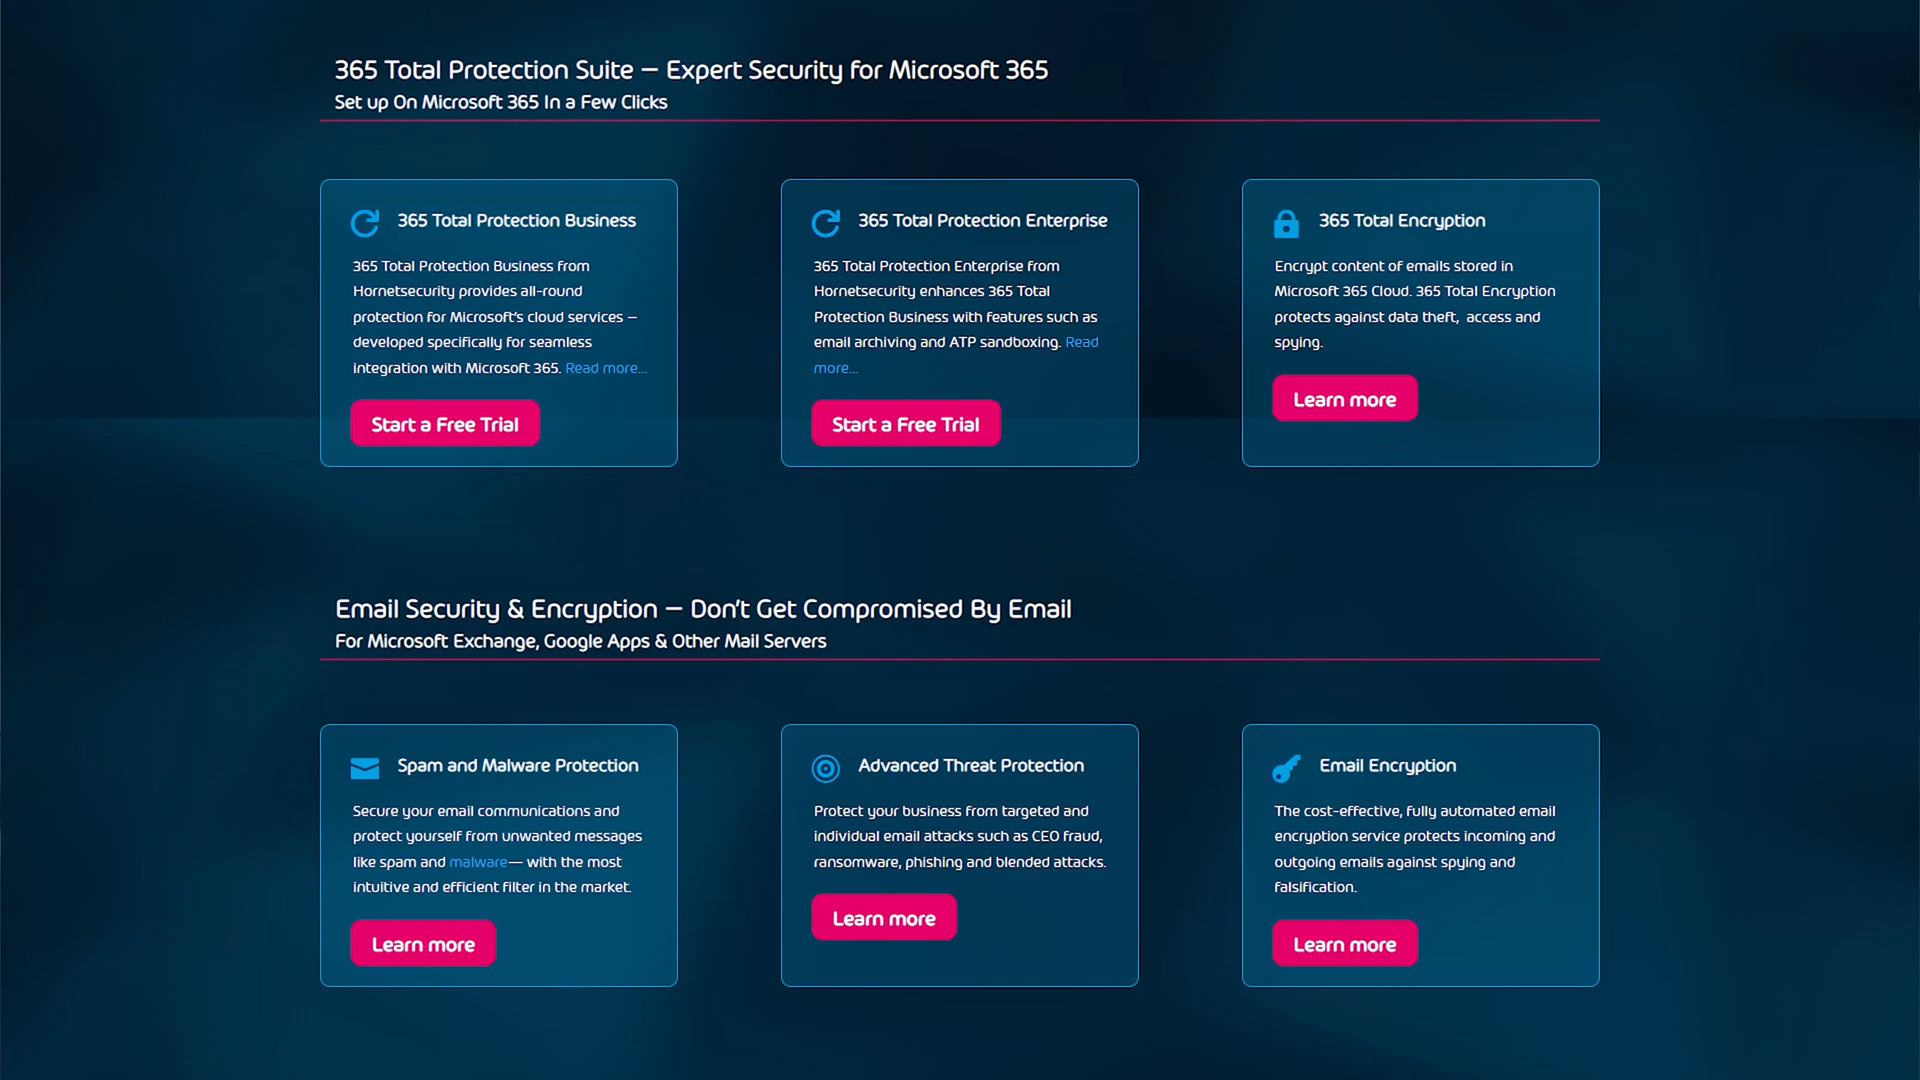 365 Total Protection Suite – Expert Security for Microsoft 365
Set up On Microsoft 365 In a Few Clicks
365 Total Protection Business
365 Total Protection Business from
Hornetsecurity provides all-round
protection for Microsoft's cloud services –
developed specifically for seamless
integration with Microsoft 365. Read more...
Start a Free Trial
365 Total Protection Enterprise
365 Total Protection Enterprise from
Hornetsecurity enhances 365 Total
Protection Business with features such as
email archiving and ATP sandboxing. Read
more...
Start a Free Trial
365 Total Encryption
Encrypt content of emails stored in
Microsoft 365 Cloud. 365 Total Encryption
protects against data theft, access and
spying.
Learn more
Email Security & Encryption – Don't Get Compromised By Email
For Microsoft Exchange, Google Apps & Other Mail Servers
Spam and Malware Protection
Secure your email communications and
protect yourself from unwanted messages
like spam and malware— with the most
intuitive and efficient filter in the market.
Learn more
Advanced Threat Protection
Protect your business from targeted and
individual email attacks such as CEO fraud,
ransomware, phishing and blended attacks.
Learn more
Email Encryption
The cost-effective, fully automated email
encryption service protects incoming and
outgoing emails against spying and
falsification.
Learn more